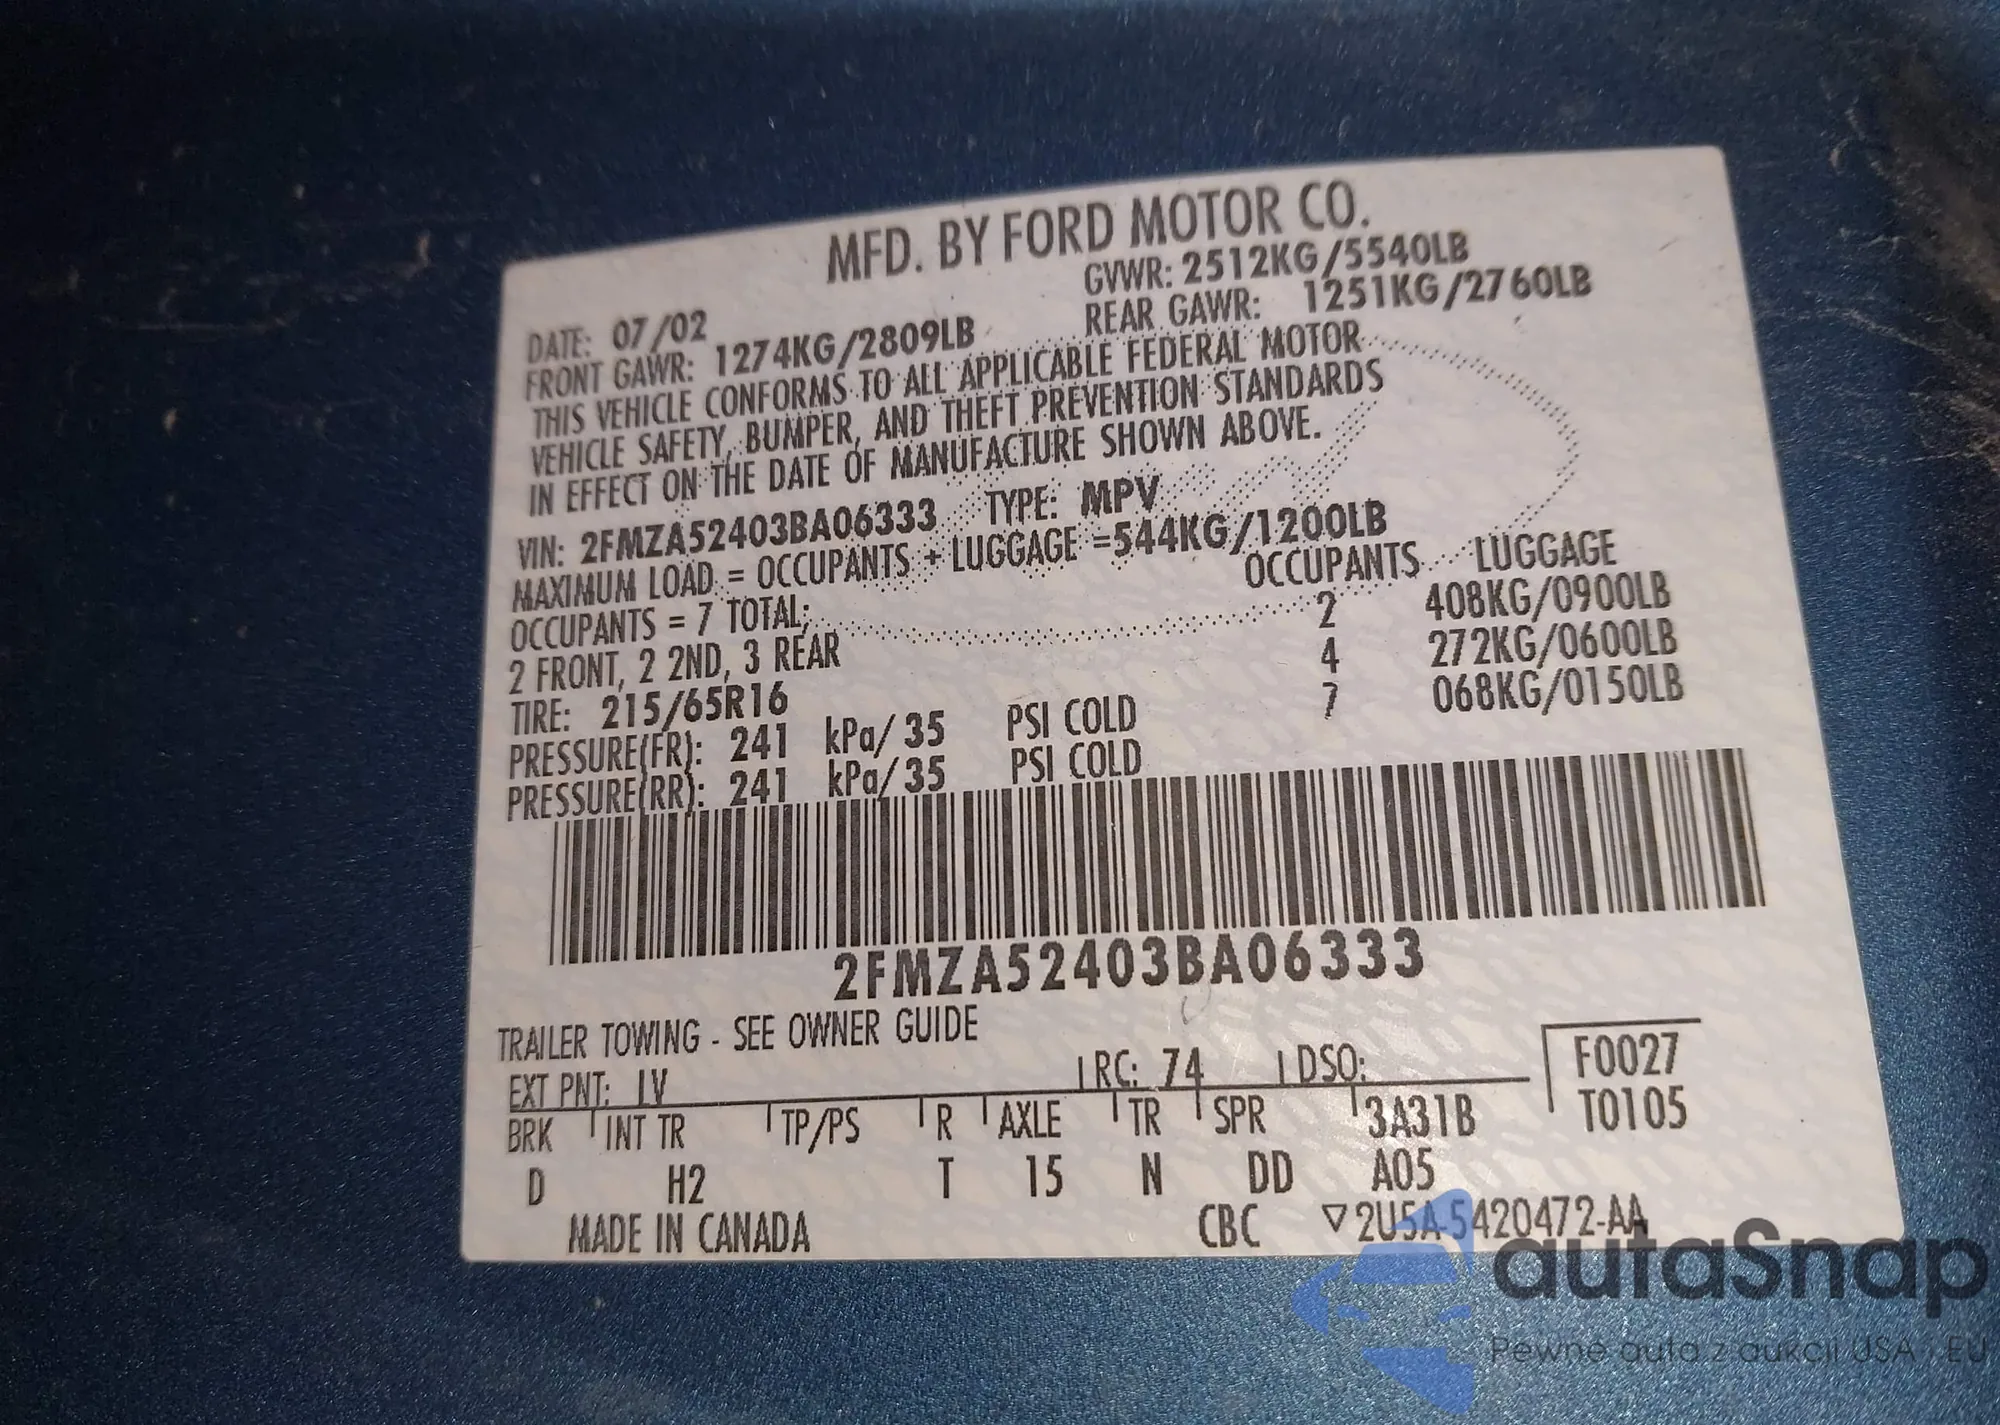 MFD. BY FORD MOTOR CO.
DATE: 07/02 GVWR: 2512KG/5540LB
FRONT GAWR: 1274KG/2809LB REAR GAWR: 1251KG/2760LB
THIS VEHICLE CONFORMS TO ALL APPLICABLE FEDERAL MOTOR
VEHICLE SAFETY, BUMPER, AND THEFT PREVENTION STANDARDS
IN EFFECT ON THE DATE OF MANUFACTURE SHOWN ABOVE.
VIN: 2FMZA52403BA06333 TYPE: MPV
MAXIMUM LOAD = OCCUPANTS + LUGGAGE =544KG/1200LB
OCCUPANTS = 7 TOTAL; OCCUPANTS LUGGAGE
2 FRONT, 2 2ND, 3 REAR 2 408KG/0900LB
TIRE: 215/65R16 4 272KG/0600LB
PRESSURE(FR): 241 kPa/35 PSI COLD 7 068KG/0150LB
PRESSURE(RR): 241 kPa/35 PSI COLD
2FMZA52403BA06333
TRAILER TOWING - SEE OWNER GUIDE
EXT PNT: LV RC: 74 DSO: F0027
BRK INT TR TP/PS R AXLE TR SPR 3A31B T0105
D H2 T 15 N DD A05
MADE IN CANADA CBC ▽2U5A-5420472-AA
autaSnap
Pewne auta z aukcji USA i EU